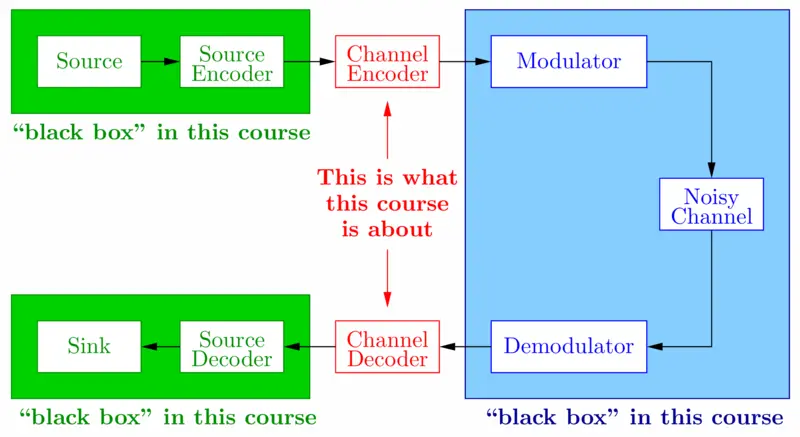 Source
Source
Encoder
Channel
Encoder
Modulator
“black box” in this course
This is what
this course
is about
Noisy
Channel
Sink
Source
Decoder
Channel
Decoder
Demodulator
“black box” in this course
“black box” in this course